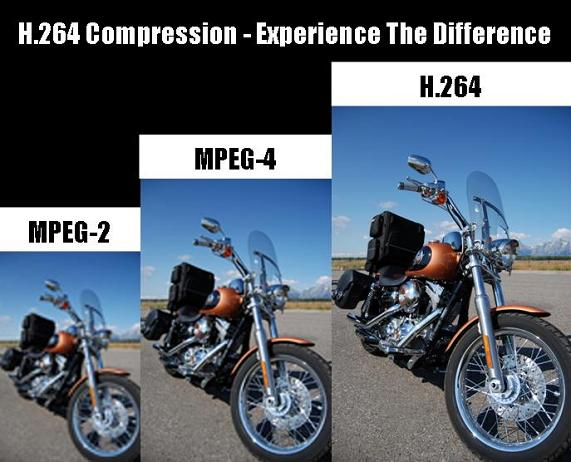 H.264 Compression - Experience The Difference
H.264
MPEG-4
MPEG-2